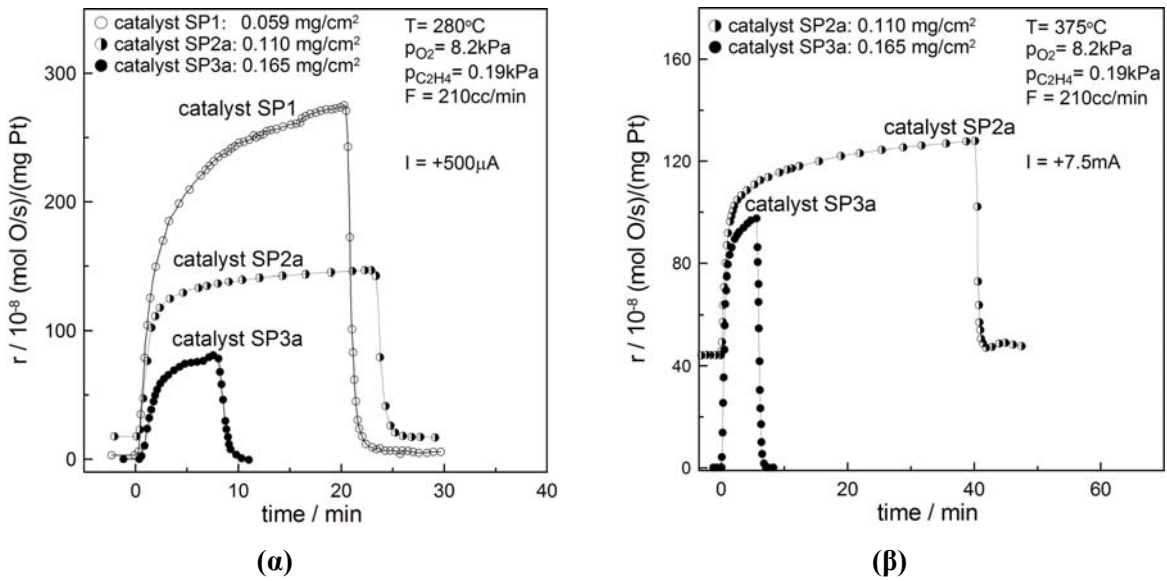 catalyst SP1: 0.059 mg/cm²
catalyst SP2a: 0.110 mg/cm²
catalyst SP3a: 0.165 mg/cm²
T= 280°C
p_O2= 8.2kPa
p_C2H4= 0.19kPa
F = 210cc/min
I = +500μA
catalyst SP1
catalyst SP2a
catalyst SP3a
r / 10⁻⁸ (mol O/s)/(mg Pt)
300
200
100
0
0
10
20
30
40
time / min
(α)
catalyst SP2a: 0.110 mg/cm²
catalyst SP3a: 0.165 mg/cm²
T= 375°C
p_O2= 8.2kPa
p_C2H4= 0.19kPa
F = 210cc/min
I = +7.5mA
catalyst SP2a
catalyst SP3a
r / 10⁻⁸ (mol O/s)/(mg Pt)
160
120
80
40
0
0
20
40
60
time / min
(β)